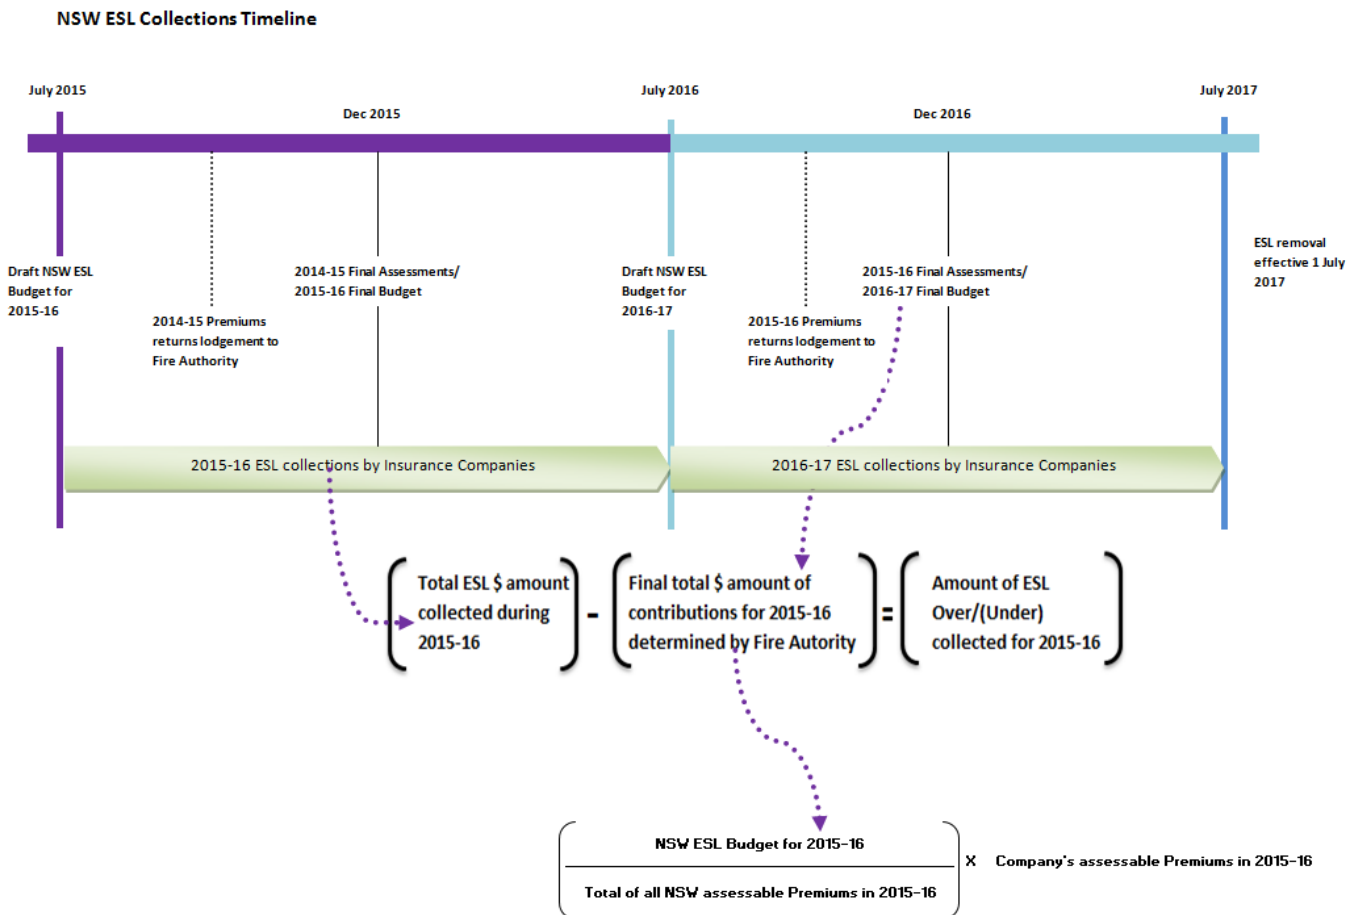 NSW ESL Collections Timeline
July 2015
July 2016
July 2017
Dec 2015
Dec 2016
Draft NSW ESL
Budget for
2015-16
2014-15 Final Assessments/
2015-16 Final Budget
Draft NSW ESL
Budget for
2016-17
2015-16 Final Assessments/
2016-17 Final Budget
ESL removal
effective 1 July
2017
2014-15 Premiums
returns lodgement to
Fire Authority
2015-16 Premiums
returns lodgement to
Fire Authority
2015-16 ESL collections by Insurance Companies
2016-17 ESL collections by Insurance Companies
Total ESL $ amount
collected during
2015-16
-
Final total $ amount of
contributions for 2015-16
determined by Fire Autority
=
Amount of ESL
Over/(Under)
collected for 2015-16
NSW ESL Budget for 2015-16
Total of all NSW assessable Premiums in 2015-16
X Company's assessable Premiums in 2015-16